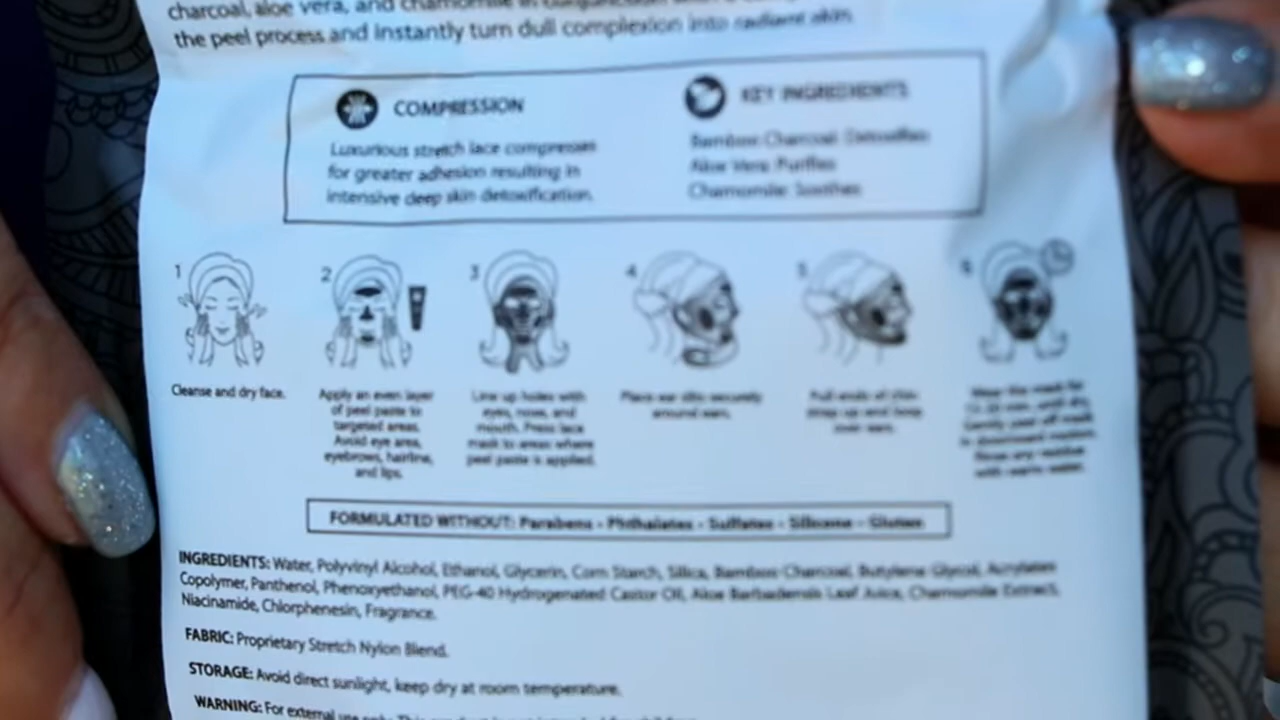 charcoal, aloe vera, and chamomile in conjunction
the peel process and instantly turn dull complexion into radiant skin.
COMPRESSION
Luxurious stretch lace compresses
for greater adhesion resulting in
intensive deep skin detoxification.
KEY INGREDIENTS
Bamboo Charcoal: Detoxifies
Aloe Vera: Purifies
Chamomile: Soothes
1
Cleanse and dry face.
2
Apply an even layer
of peel paste to
targeted areas.
Avoid eye area,
eyebrows, hairline,
and lips.
3
Line up holes with
eyes, nose, and
mouth. Press lace
mask to areas where
peel paste is applied.
4
Place ear slits securely
around ears.
5
Pull ends of chin
strap up and loop
over ears.
6
Wear the mask for
min. until dry.
Gently peel off mask
in downward motion.
Rinse any residue
with warm water.
FORMULATED WITHOUT: Parabens - Phthalates - Sulfates - Silicone - Gluten
INGREDIENTS: Water, Polyvinyl Alcohol, Ethanol, Glycerin, Corn Starch, Silica, Bamboo Charcoal, Butylene Glycol, Acrylates
Copolymer, Panthenol, Phenoxyethanol, PEG-40 Hydrogenated Castor Oil, Aloe Barbadensis Leaf Juice, Chamomile Extract,
Niacinamide, Chlorphenesin, Fragrance.
FABRIC: Proprietary Stretch Nylon Blend.
STORAGE: Avoid direct sunlight, keep dry at room temperature.
WARNING: For external use only. This product is not intended for children.